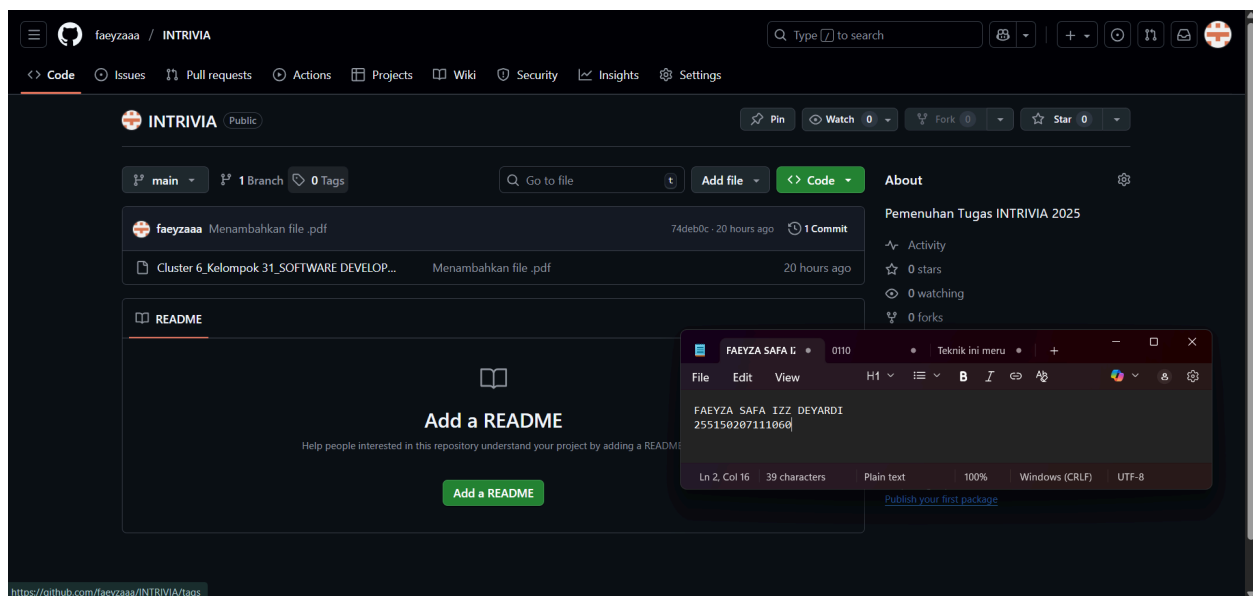 faeyzaaa / INTRIVIA
Type / to search
Code Issues Pull requests Actions Projects Wiki Security Insights Settings
INTRIVIA Public
Pin Watch 0 Fork 0 Star 0
main 1 Branch 0 Tags
Go to file t Add file Code
faeyzaaa Menambahkan file .pdf 74deb0c · 20 hours ago 1 Commit
Cluster 6_Kelompok 31_SOFTWARE DEVELOP... Menambahkan file .pdf 20 hours ago
README
Add a README
Help people interested in this repository understand your project by adding a README
Add a README
About
Pemenuhan Tugas INTRIVIA 2025
Activity
0 stars
0 watching
0 forks
Publish your first package
FAEYZA SAFA IZ 0110 Teknik ini meru +
File Edit View H1 B I
FAEYZA SAFA IZZ DEYARDI
255150207111060
Ln 2, Col 16 39 characters Plain text 100% Windows (CRLF) UTF-8
https://github.com/faeyzaaa/INTRIVIA/tags